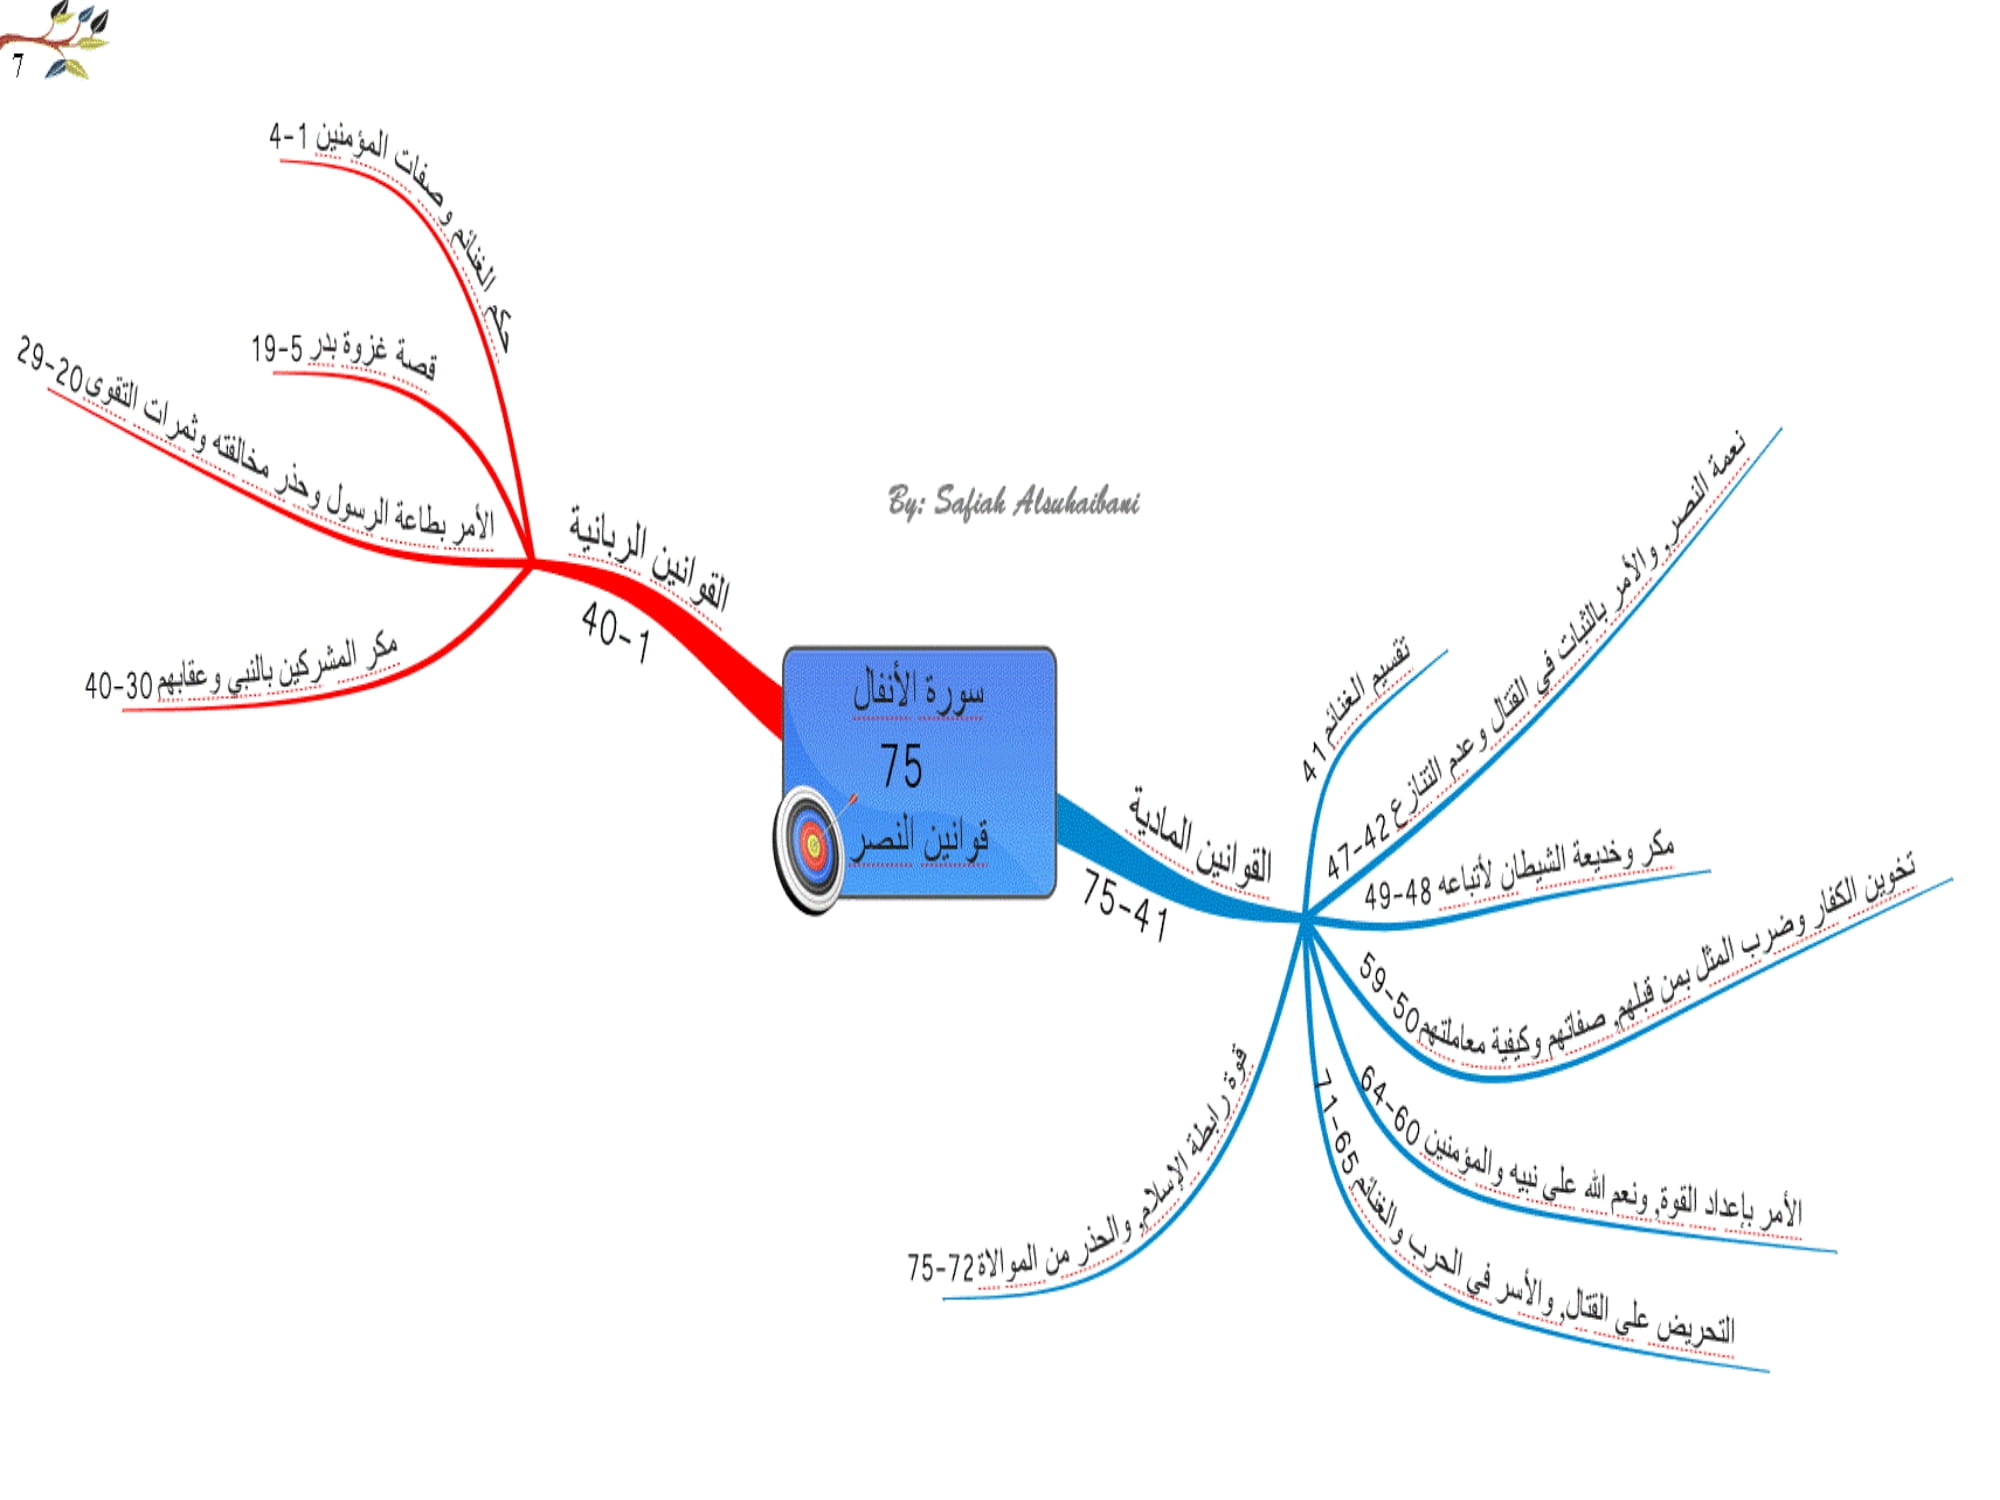 7
سورة الأنفال
75
قوانين النصر
By: Safiah Alsuhaibani
القوانين الربانية
40-1
حكم الغنائم وصفات المؤمنين 1-4
قصة غزوة بدر 5-19
الأمر بطاعة الرسول وحذر مخالفته وثمرات التقوى 20-29
مكر المشركين بالنبي وعقابهم 30-40
القوانين المادية
75-41
تقسيم الغنائم 41
نعمة النصر, والأمر بالثبات في القتال وعدم التنازع 42-47
مكر وخديعة الشيطان لأتباعه 48-49
تخوين الكفار وضرب المثل بمن قبلهم, صفاتهم وكيفية معاملتهم 50-59
الأمر بإعداد القوة, ونعم الله على نبيه والمؤمنين 60-64
التحريض على القتال, والأسر في الحرب والغنائم 65-71
قوة رابطة الإسلام, والحذر من الموالاة 72-75